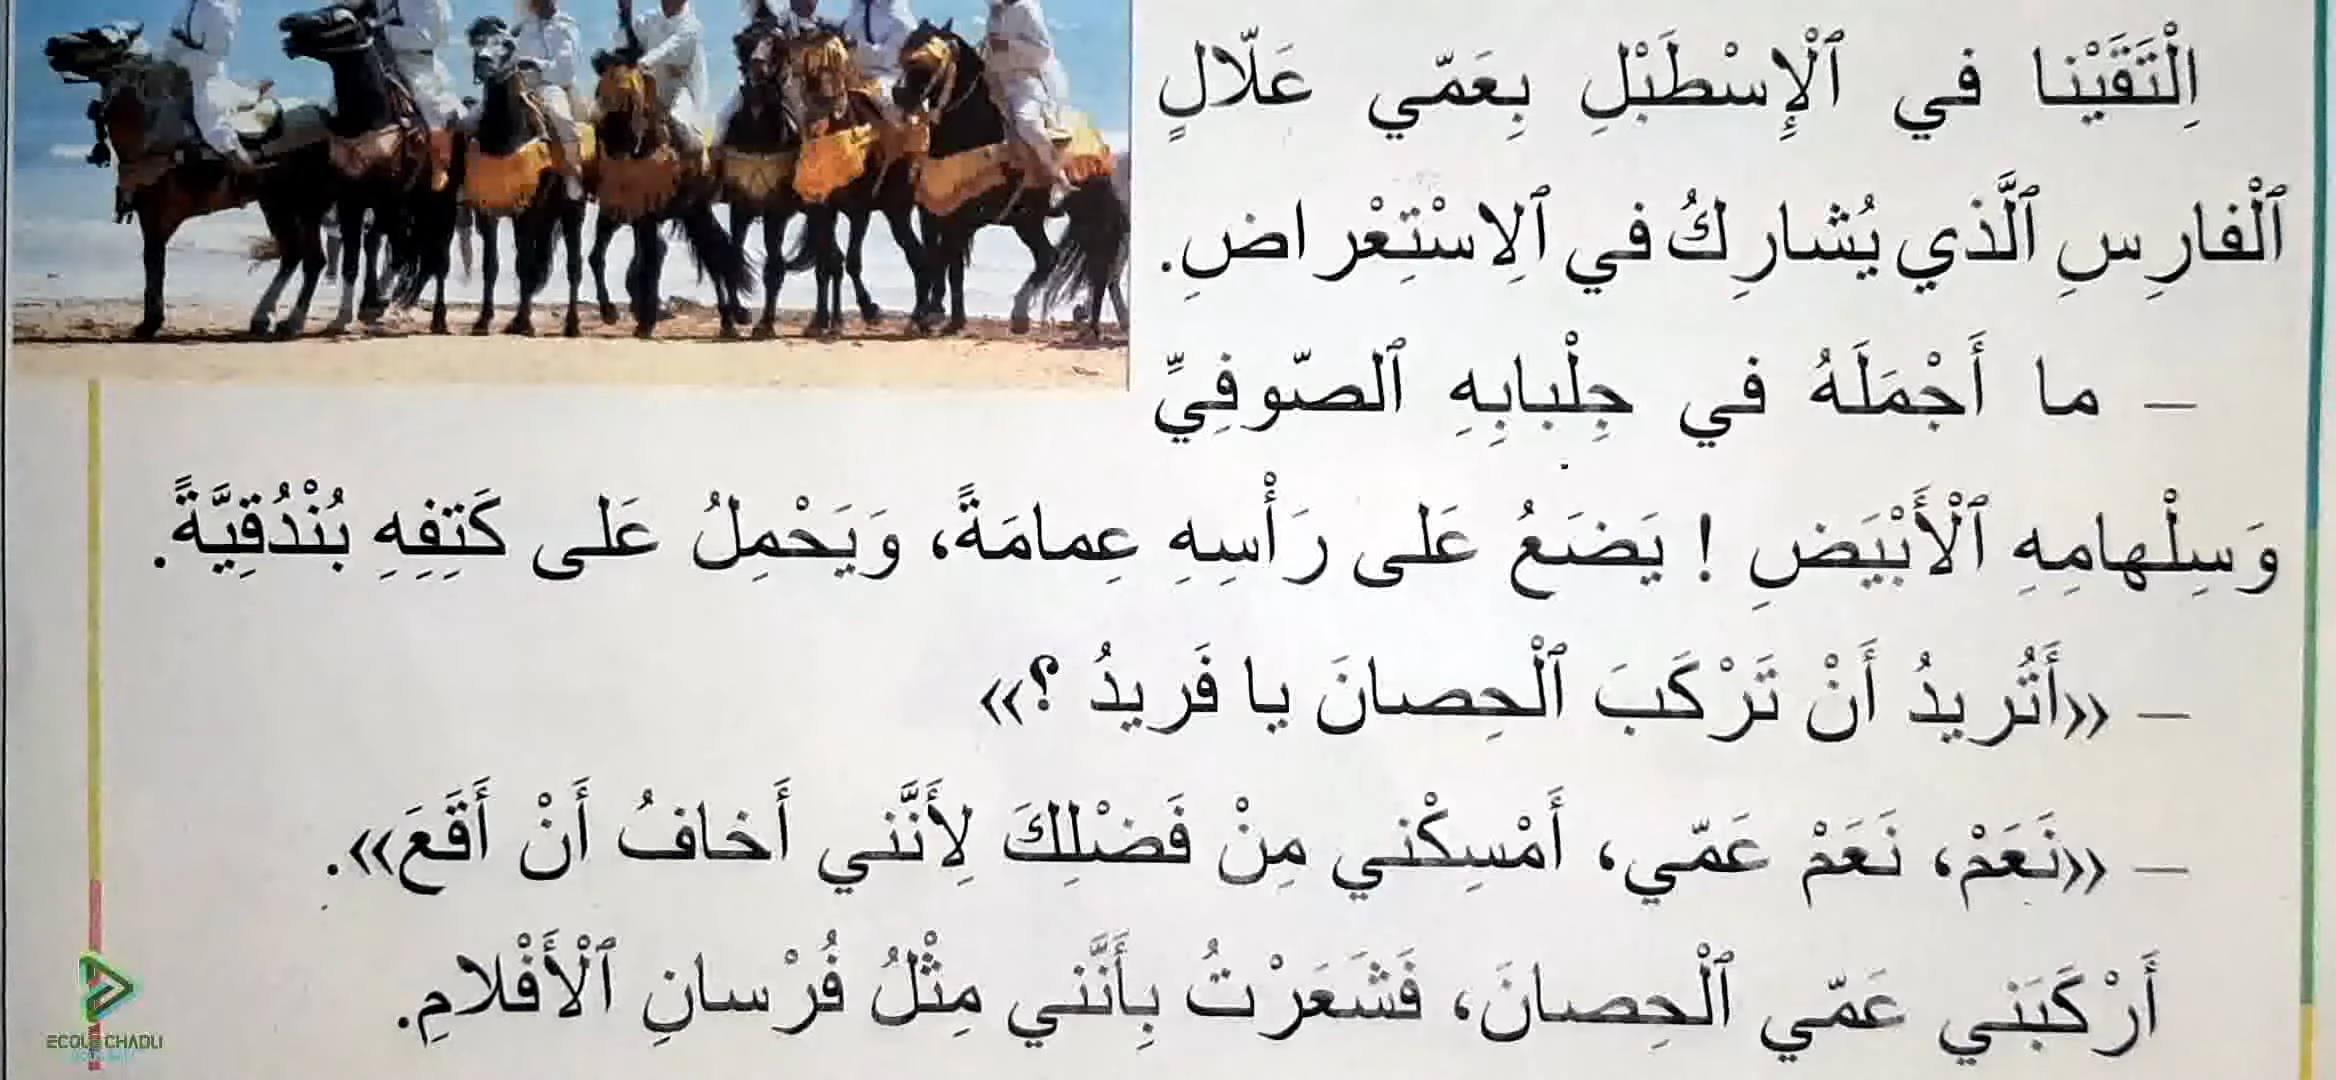 اِلْتَقَيْنا في ٱلْإِسْطَبْلِ بِعَمّي عَلّالٍ
ٱلْفارِسِ ٱلَّذي يُشارِكُ في ٱلِاسْتِعْراضِ.
– ما أَجْمَلَهُ في جِلْبابِهِ ٱلصّوفِيِّ
وَسِلْهامِهِ ٱلْأَبْيَضِ ! يَضَعُ عَلى رَأْسِهِ عِمامَةً، وَيَحْمِلُ عَلى كَتِفِهِ بُنْدُقِيَّةً.
– «أَتُريدُ أَنْ تَرْكَبَ ٱلْحِصانَ يا فَريدُ ؟»
– «نَعَمْ، نَعَمْ عَمّي، أَمْسِكْني مِنْ فَضْلِكَ لِأَنَّني أَخافُ أَنْ أَقَعَ».
أَرْكَبَني عَمّي ٱلْحِصانَ، فَشَعَرْتُ بِأَنَّني مِثْلُ فُرْسانِ ٱلْأَفْلامِ.
ECOLE CHADLI